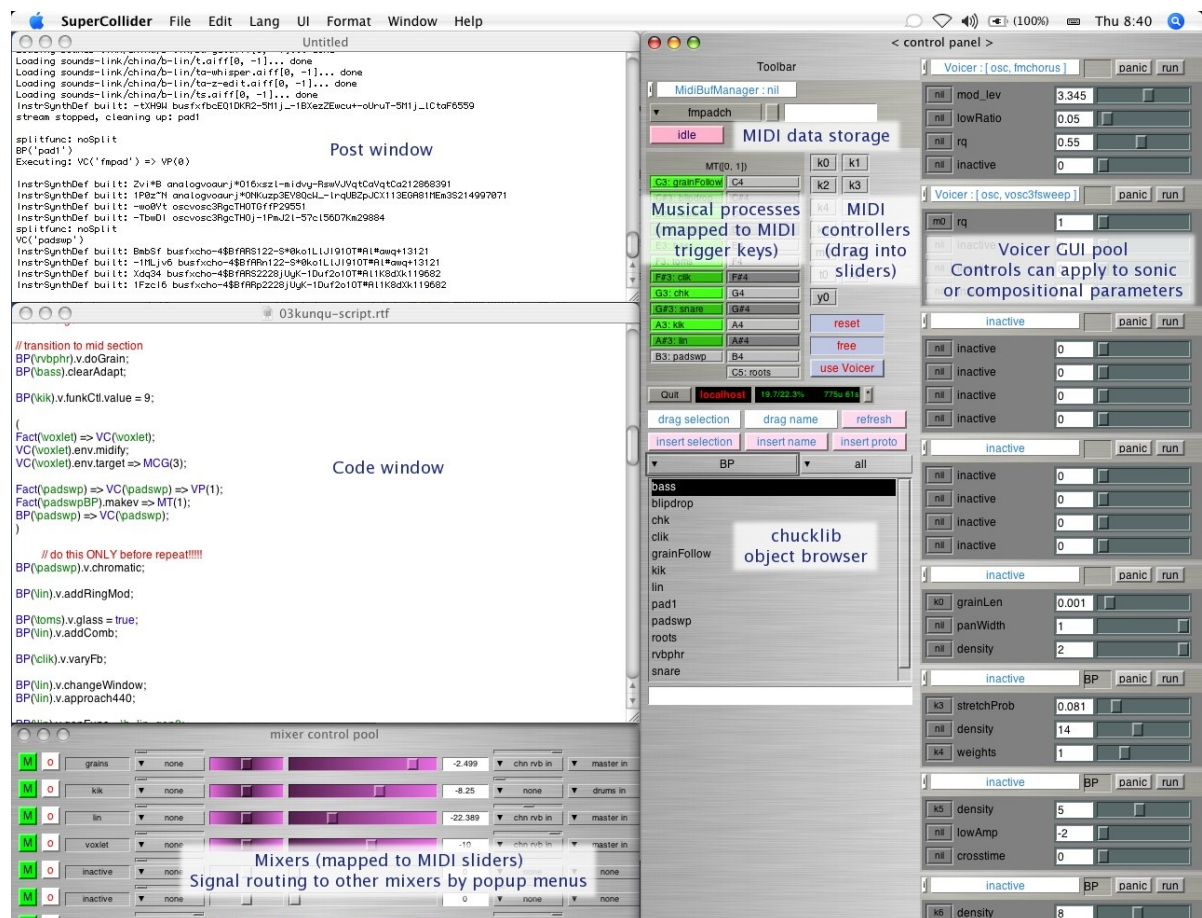 SuperCollider File Edit Lang UI Format Window Help
(100%) Thu 8:40
Untitled
Loading sounds-link/china/b-lin/t.aiff[0, -1]... done
Loading sounds-link/china/b-lin/ta-whisper.aiff[0, -1]... done
Loading sounds-link/china/b-lin/ta-z-edit.aiff[0, -1]... done
Loading sounds-link/china/b-lin/ts.aiff[0, -1]... done
stream stopped, cleaning up: pad1
splitfunc: noSplit
BP('pad1')
Executing: VC('fmpad') => VP(0)
splitfunc: noSplit
VC('padswp')
Post window
03kunqu-script.rtf
// transition to mid section
BP(\rvbphr).v.doGrain;
BP(\bass).clearAdapt;
BP(\kik).v.funkCtl.value = 9;
(
Fact(\voxlet) => VC(\voxlet);
VC(\voxlet).env.midify;
VC(\voxlet).env.target => MCG(3);
Fact(\padswp) => VC(\padswp) => VP(1);
Fact(\padswpBP).makev => MT(1);
BP(\padswp) => VC(\padswp);
)
// do this ONLY before repeat!!!!!
BP(\padswp).v.chromatic;
BP(\lin).v.addRingMod;
BP(\toms).v.glass = true;
BP(\lin).v.addComb;
BP(\clik).v.varyFb;
BP(\lin).v.changeWindow;
BP(\lin).v.approach440;
Code window
mixer control pool
M o grains none -2.499 chn rvb in master in
M o kik none -8.25 none drums in
M o lin none -22.389 chn rvb in master in
M o voxlet none -10 chn rvb in master in
M o inactive none none
M o inactive none 0 none none
Mixers (mapped to MIDI sliders)
Signal routing to other mixers by popup menus
< control panel >
Toolbar
MidiBufManager : nil
fmpadch
idle
MIDI data storage
MT([0, 1])
C3: grainFollow C4
Musical processes
(mapped to MIDI
trigger keys)
F#3: clik F#4
G3: chk G4
G#3: snare G#4
A3: kik A4
A#3: lin A#4
B3: padswp B4
C5: roots
k0 k1
k2 k3
k4
MIDI
controllers
(drag into
sliders)
t0
y0
reset
free
use Voicer
Quit localhost 19.7/22.3% 775u 61s
drag selection drag name refresh
insert selection insert name insert proto
BP all
bass
blipdrop
chk
clik
grainFollow
kik
lin
pad1
padswp
roots
rvbphr
snare
chucklib
object browser
Voicer : [ osc, fmchorus ] panic run
nil mod_lev 3.345
nil lowRatio 0.05
nil rq 0.55
nil inactive 0
Voicer : [ osc, vosc3fsweep ] panic run
m0 rq 1
Voicer GUI pool
Controls can apply to sonic
or compositional parameters
inactive panic run
nil inactive 0
nil inactive 0
nil inactive 0
nil inactive 0
inactive panic run
nil inactive 0
nil inactive 0
nil inactive 0
nil inactive 0
inactive panic run
k0 grainLen 0.001
nil panWidth 1
nil density 2
inactive BP panic run
k3 stretchProb 0.081
nil density 14
k4 weights 1
inactive BP panic run
k5 density 5
nil lowAmp -2
nil crosstime 0
inactive BP panic run
k6 density 8